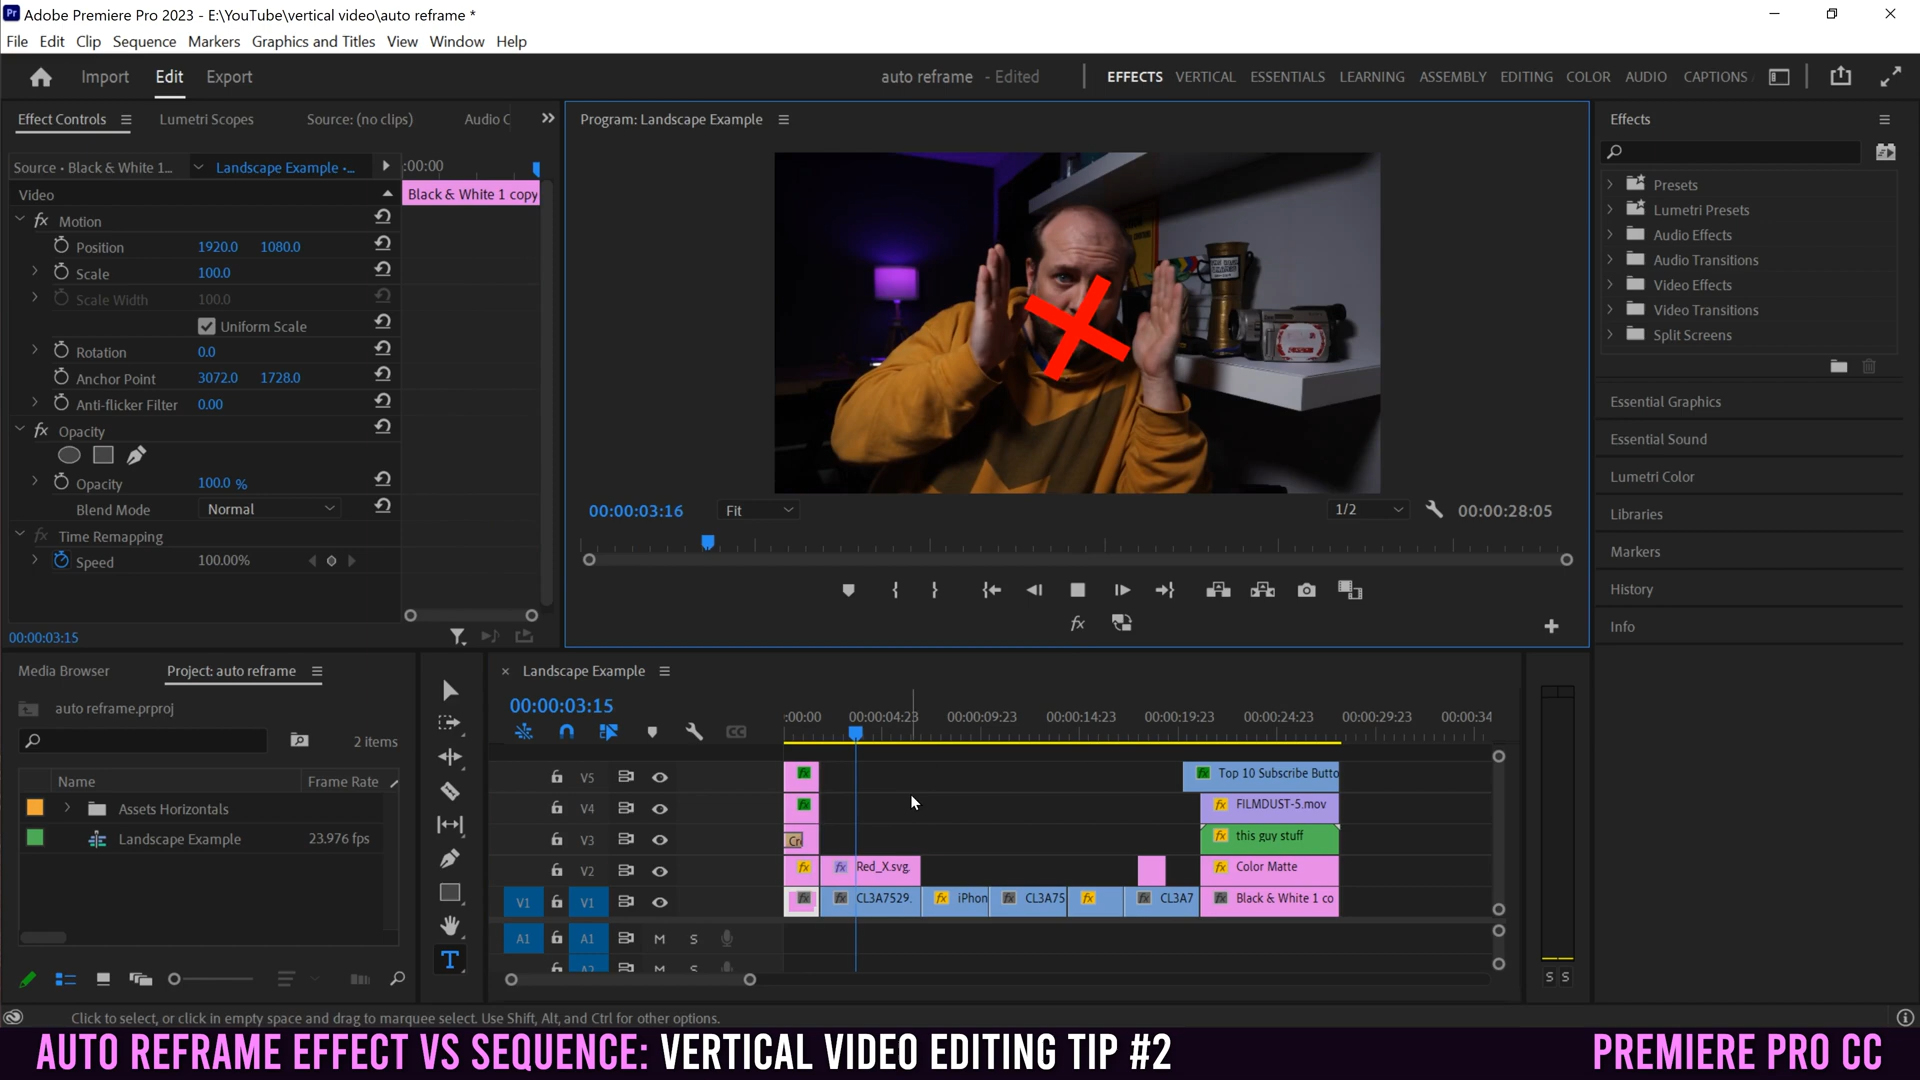 Adobe Premiere Pro 2023 - E:\YouTube\vertical video\auto reframe *
File Edit Clip Sequence Markers Graphics and Titles View Window Help
Import Edit Export
auto reframe - Edited
EFFECTS VERTICAL ESSENTIALS LEARNING ASSEMBLY EDITING COLOR AUDIO CAPTIONS
Effect Controls Lumetri Scopes Source: (no clips) Audio C
Program: Landscape Example
Effects
Source • Black & White 1... Landscape Example •... :00:00
Video
Black & White 1 copy
Motion
Position 1920.0 1080.0
Scale 100.0
Scale Width 100.0
Uniform Scale
Rotation 0.0
Anchor Point 3072.0 1728.0
Anti-flicker Filter 0.00
Opacity
Opacity 100.0 %
Blend Mode Normal
Time Remapping
Speed 100.00%
00:00:03:15
00:00:03:16 Fit 1/2 00:00:28:05
Presets
Lumetri Presets
Audio Effects
Audio Transitions
Video Effects
Video Transitions
Split Screens
Essential Graphics
Essential Sound
Lumetri Color
Libraries
Markers
History
Info
Media Browser Project: auto reframe
auto reframe.prproj
2 items
Name Frame Rate
Assets Horizontals
Landscape Example 23.976 fps
× Landscape Example
00:00:03:15
:00:00 00:00:04:23 00:00:09:23 00:00:14:23 00:00:19:23 00:00:24:23 00:00:29:23 00:00:34
V5 fx Top 10 Subscribe Butto
V4 fx FILMDUST-5.mov
V3 Cr fx this guy stuff
V2 fx fx Red_X.svg. fx Color Matte
V1 V1 fx fx CL3A7529. fx iPhon fx CL3A75 fx fx CL3A7 fx Black & White 1 co
A1 A1 M S
A2 M S
S S
Click to select, or click in empty space and drag to marquee select. Use Shift, Alt, and Ctrl for other options.
AUTO REFRAME EFFECT VS SEQUENCE: VERTICAL VIDEO EDITING TIP #2
PREMIERE PRO CC